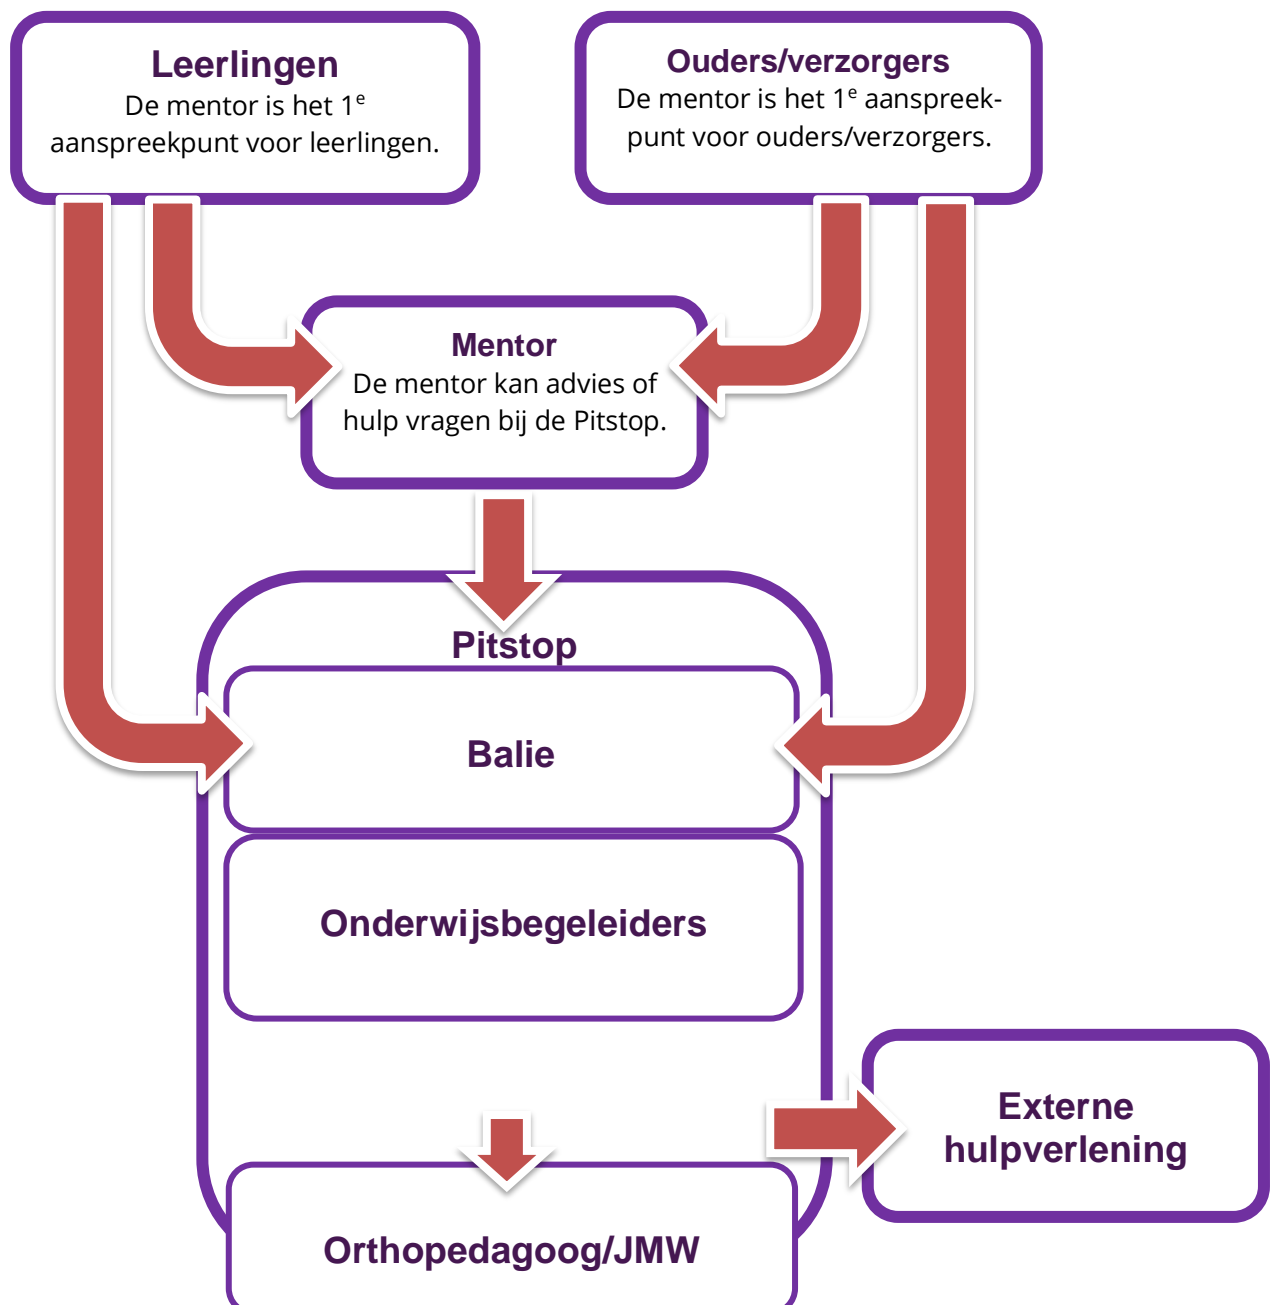 Leerlingen
De mentor is het 1e
aanspreekpunt voor leerlingen.
Ouders/verzorgers
De mentor is het 1e aanspreek-
punt voor ouders/verzorgers.
Mentor
De mentor kan advies of
hulp vragen bij de Pitstop.
Pitstop
Balie
Onderwijsbegeleiders
Externe
hulpverlening
Orthopedagoog/JMW